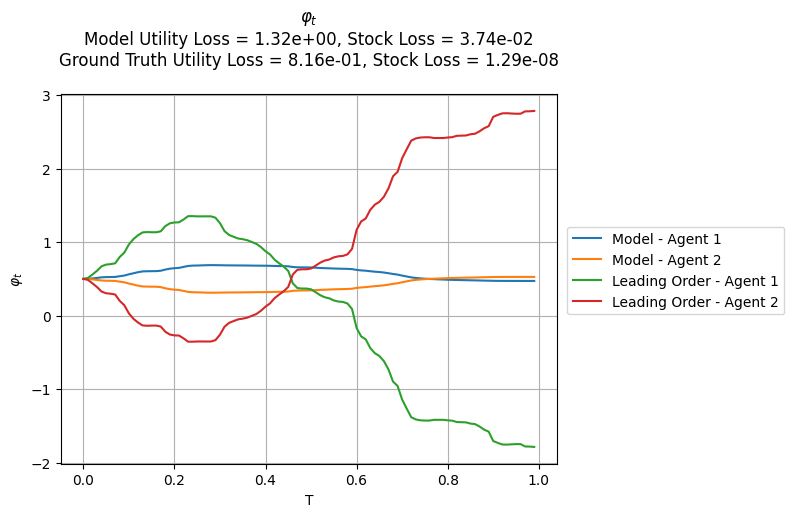 φₜ
Model Utility Loss = 1.32e+00, Stock Loss = 3.74e-02
Ground Truth Utility Loss = 8.16e-01, Stock Loss = 1.29e-08
3
2
1
0
−1
−2
φₜ
0.0 0.2 0.4 0.6 0.8 1.0
T
Model - Agent 1
Model - Agent 2
Leading Order - Agent 1
Leading Order - Agent 2